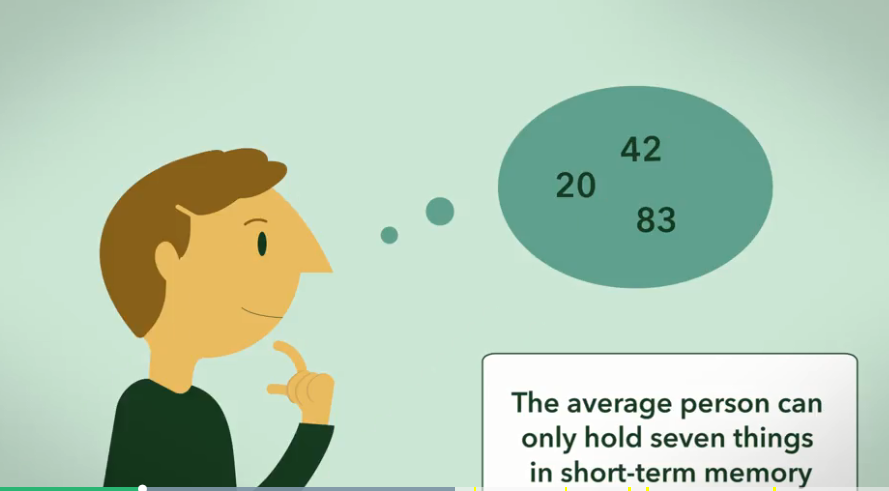 42
20
83
The average person can
only hold seven things
in short-term memory